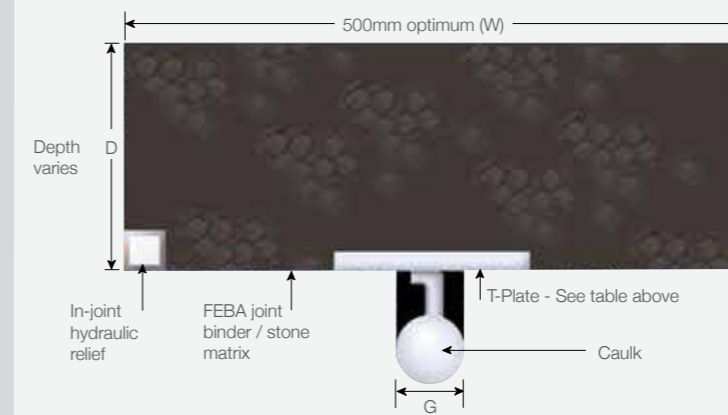 500mm optimum (W)
Depth
varies
D
In-joint
hydraulic
relief
FEBA joint
binder / stone
matrix
T-Plate - See table above
Caulk
G